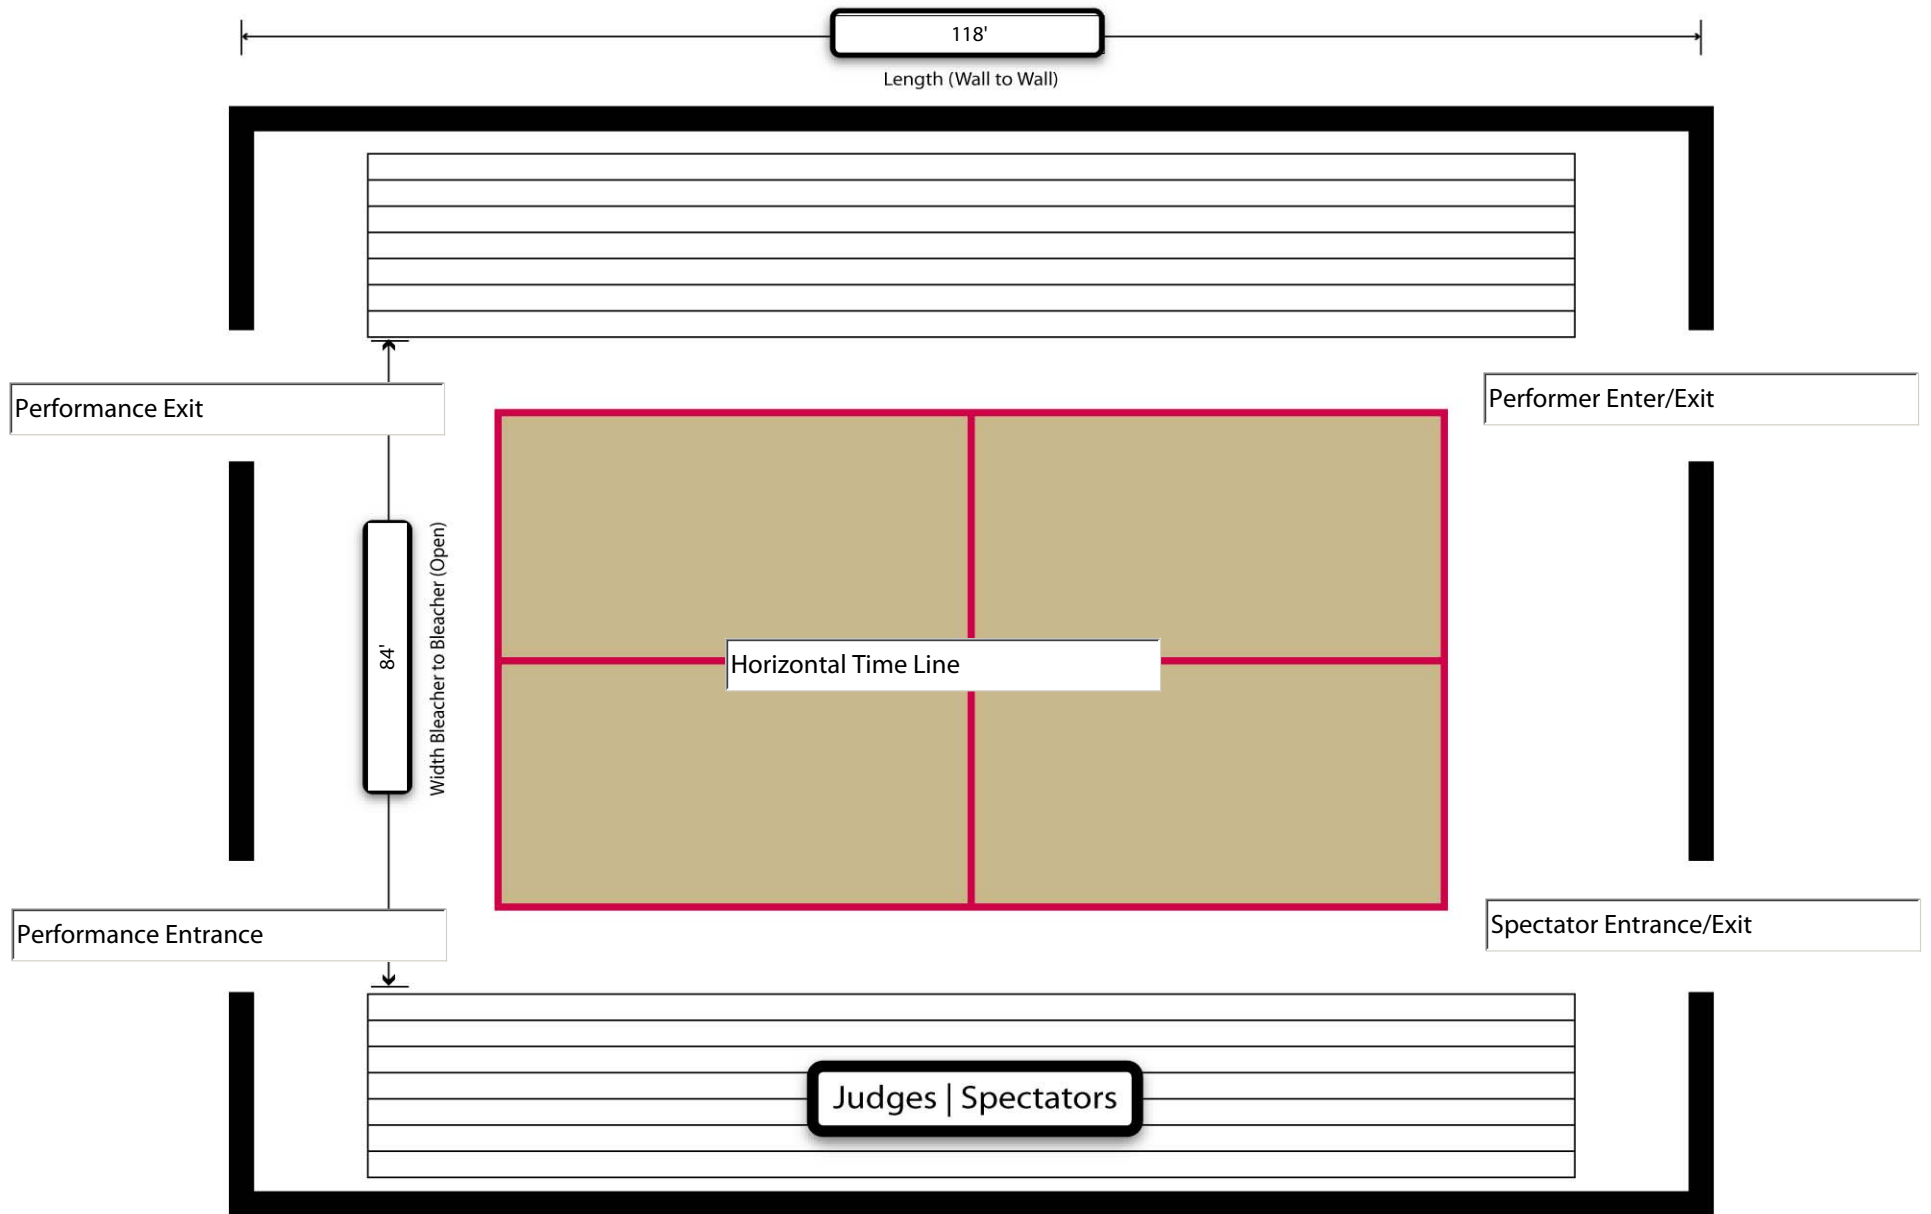 118'
Length (Wall to Wall)
Performance Exit
Performer Enter/Exit
84'
Width Bleacher to Bleacher (Open)
Horizontal Time Line
Performance Entrance
Spectator Entrance/Exit
Judges | Spectators